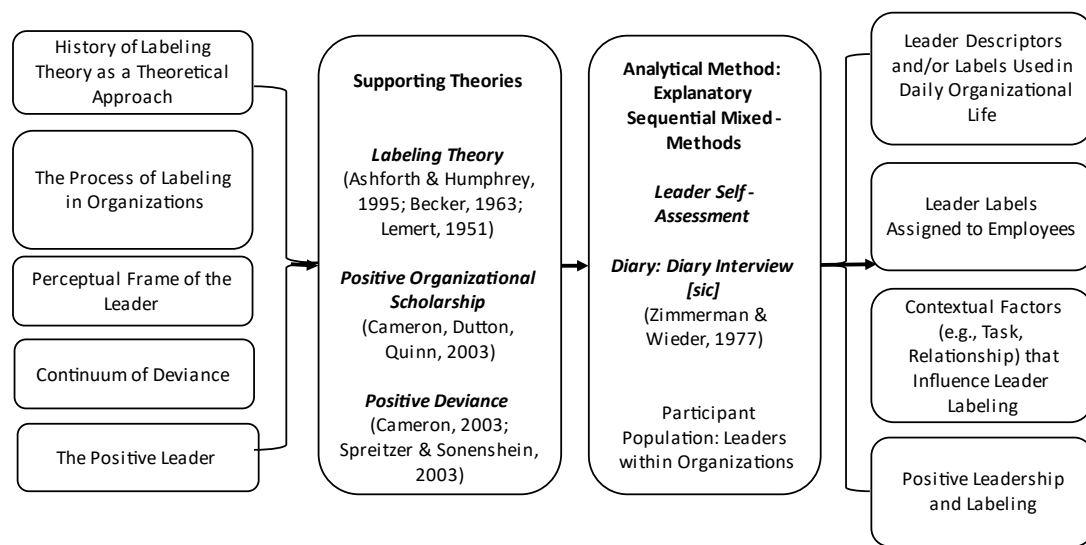 History of Labeling
Theory as a Theoretical
Approach
The Process of Labeling
in Organizations
Perceptual Frame of the
Leader
Continuum of Deviance
The Positive Leader
Supporting Theories
Labeling Theory
(Ashforth & Humphrey,
1995; Becker, 1963;
Lemert, 1951)
Positive Organizational
Scholarship
(Cameron, Dutton,
Quinn, 2003)
Positive Deviance
(Cameron, 2003;
Spreitzer & Sonenshein,
2003)
Analytical Method:
Explanatory
Sequential Mixed -
Methods
Leader Self -
Assessment
Diary: Diary Interview
[sic]
(Zimmerman &
Wieder, 1977)
Participant
Population: Leaders
within Organizations
Leader Descriptors
and/or Labels Used in
Daily Organizational
Life
Leader Labels
Assigned to Employees
Contextual Factors
(e.g., Task,
Relationship) that
Influence Leader
Labeling
Positive Leadership
and Labeling